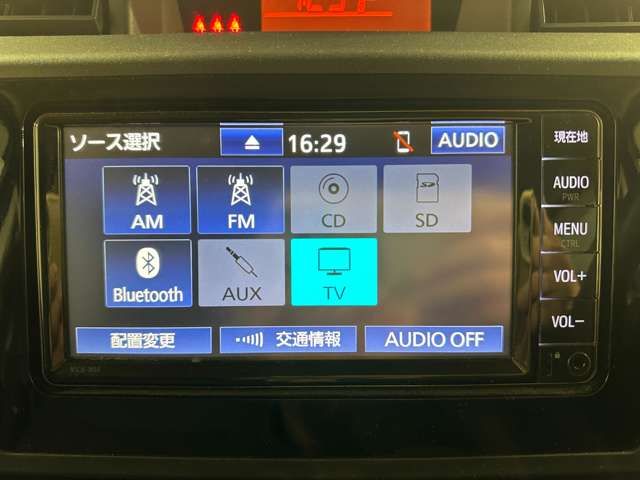 ソース選択 16:29 AUDIO
AM FM CD SD
Bluetooth AUX TV
配置変更 交通情報 AUDIO OFF
現在地
AUDIO
PWR
MENU
CTRL
VOL+
VOL−